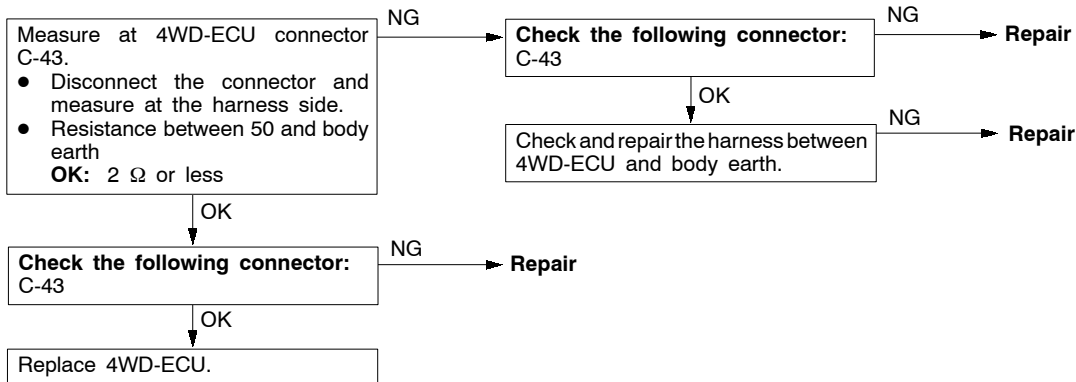 Measure at 4WD-ECU connector
C-43.
● Disconnect the connector and
measure at the harness side.
● Resistance between 50 and body
earth
OK: 2 Ω or less
NG
Check the following connector:
C-43
NG
Repair
OK
Check and repair the harness between
4WD-ECU and body earth.
NG
Repair
OK
Check the following connector:
C-43
NG
Repair
OK
Replace 4WD-ECU.